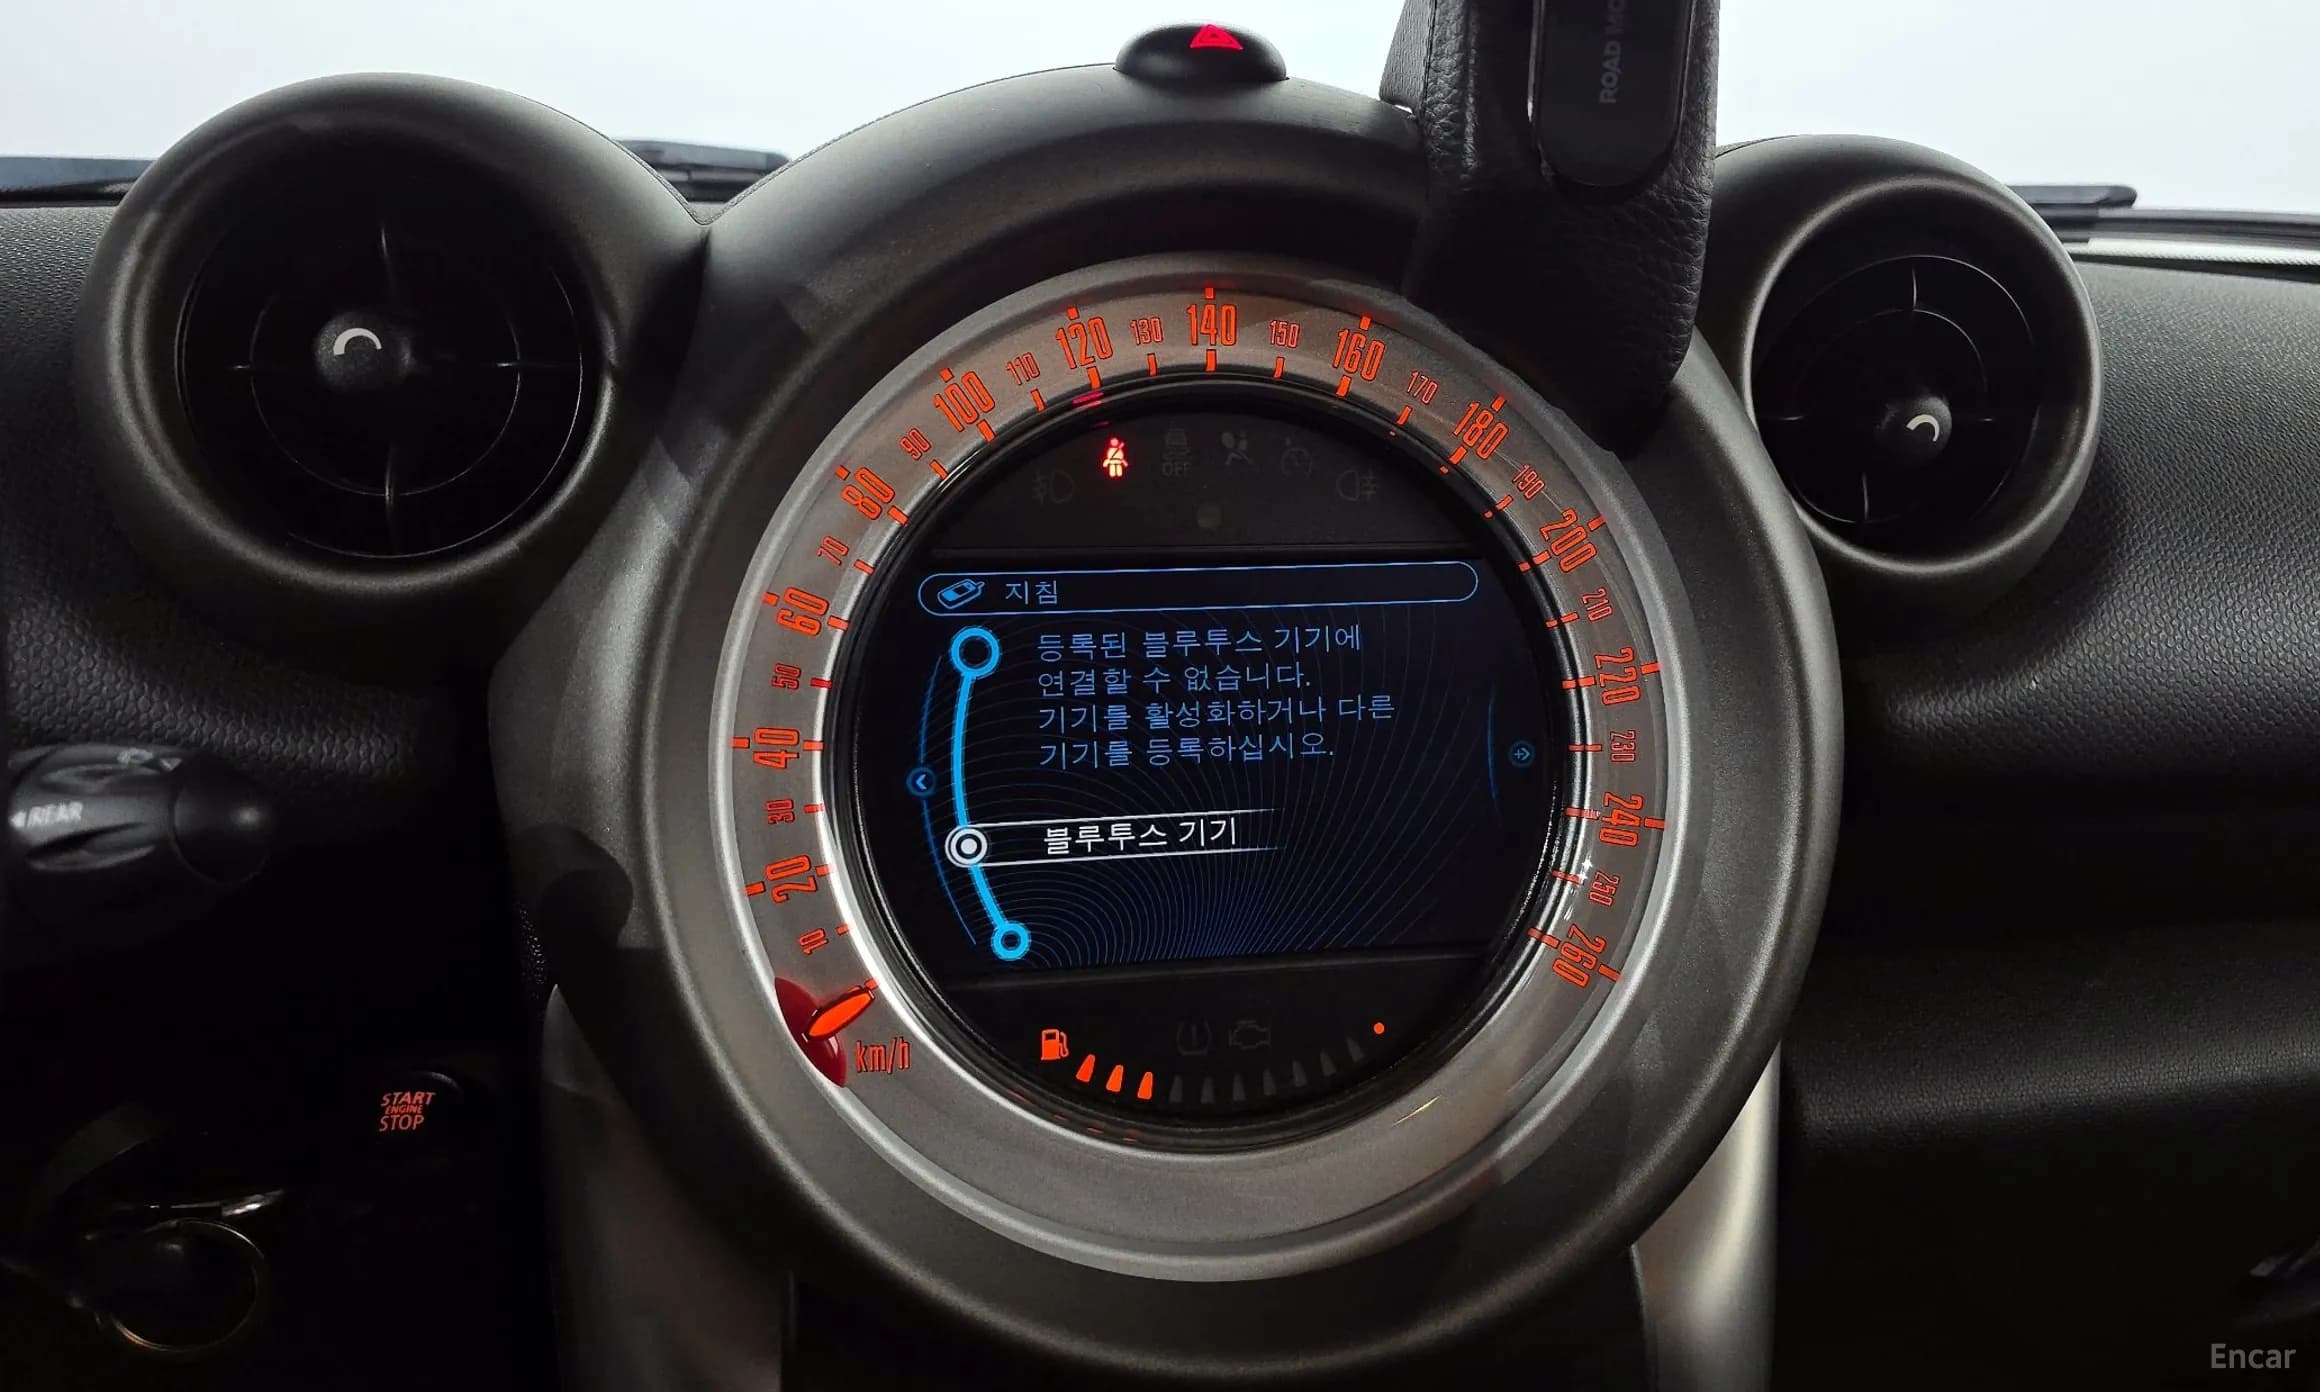 ROAD MO
120
130
140
150
160
110
170
100
180
90
190
80
200
70
210
60
220
50
230
40
240
30
250
20
260
10
km/h
OFF
지침
등록된 블루투스 기기에
연결할 수 없습니다.
기기를 활성화하거나 다른
기기를 등록하십시오.
블루투스 기기
REAR
START
ENGINE
STOP
Encar